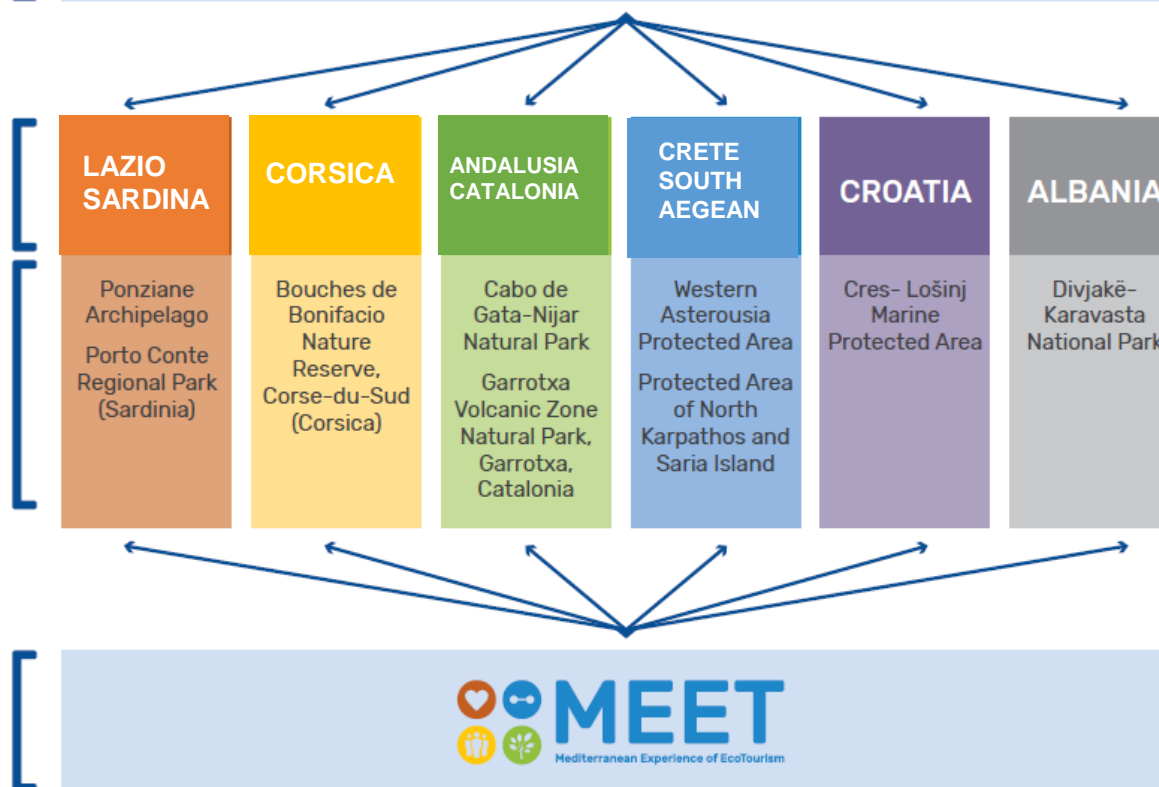 LAZIO
SARDINA
CORSICA
ANDALUSIA
CATALONIA
CRETE
SOUTH
AEGEAN
CROATIA
ALBANIA
Ponziane
Archipelago
Porto Conte
Regional Park
(Sardinia)
Bouches de
Bonifacio
Nature
Reserve,
Corse-du-Sud
(Corsica)
Cabo de
Gata-Nijar
Natural Park
Garrotxa
Volcanic Zone
Natural Park,
Garrotxa,
Catalonia
Western
Asterousia
Protected Area
Protected Area
of North
Karpathos and
Saria Island
Cres- Lošinj
Marine
Protected Area
Divjakë-
Karavasta
National Park
MEET
Mediterranean Experience of EcoTourism